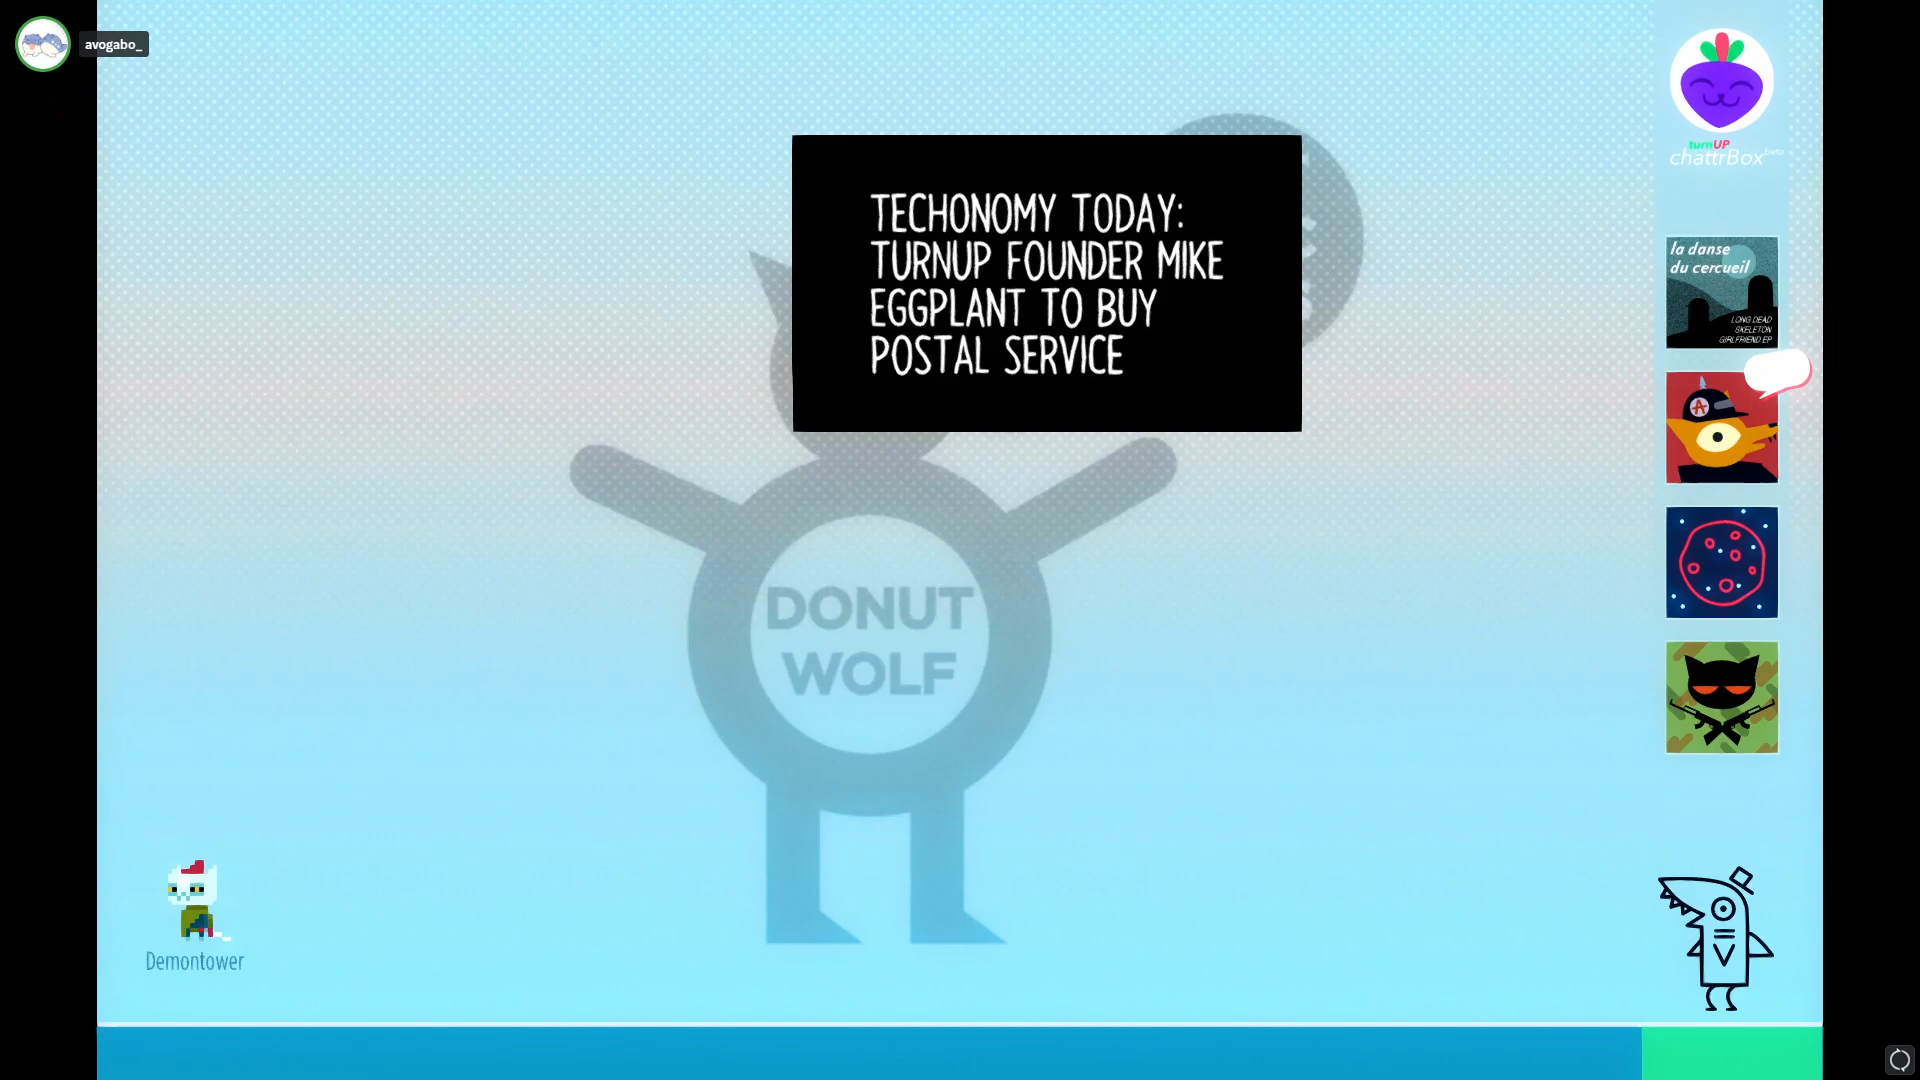 avogabo_
TECHONOMY TODAY:
TURNUP FOUNDER MIKE
EGGPLANT TO BUY
POSTAL SERVICE
turnUP
chattrBox beta
la danse
du cercueil
LONG DEAD
SKELETON
GIRLFRIEND EP
A
DONUT
WOLF
Demontower